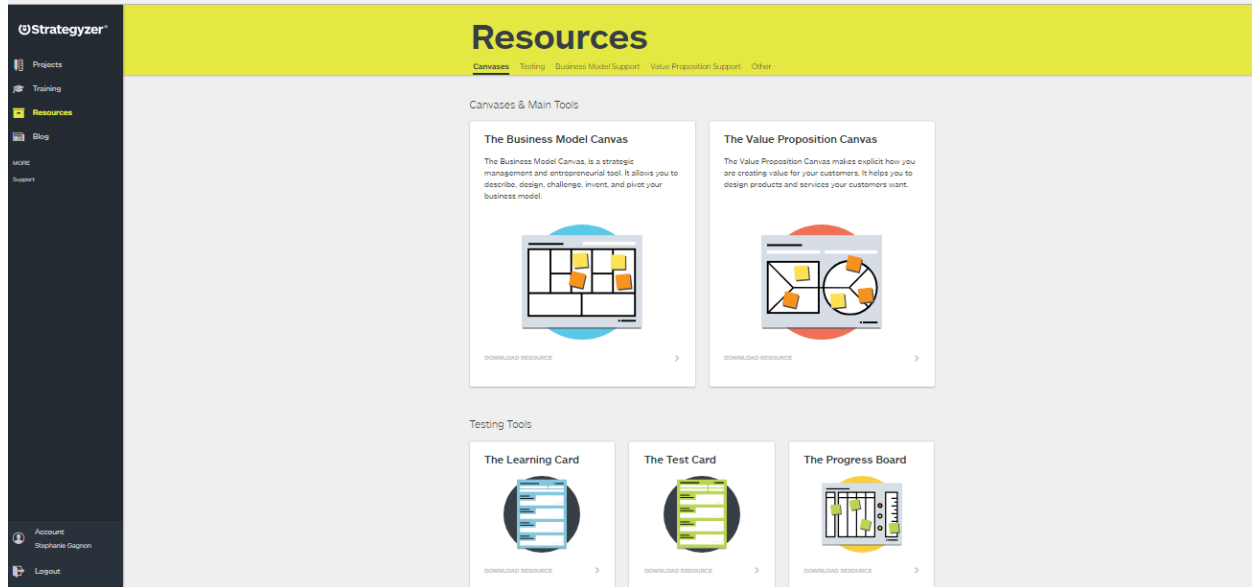 Strategyzer®
Projects
Training
Resources
Blog
MORE
Support
Account
Stephanie Gagnon
Logout
Resources
Canvases Testing Business Model Support Value Proposition Support Other
Canvases & Main Tools
The Business Model Canvas
The Business Model Canvas, is a strategic
management and entrepreneurial tool. It allows you to
describe, design, challenge, invent, and pivot your
business model.
DOWNLOAD RESOURCE
The Value Proposition Canvas
The Value Proposition Canvas makes explicit how you
are creating value for your customers. It helps you to
design products and services your customers want.
DOWNLOAD RESOURCE
Testing Tools
The Learning Card
DOWNLOAD RESOURCE
The Test Card
DOWNLOAD RESOURCE
The Progress Board
DOWNLOAD RESOURCE